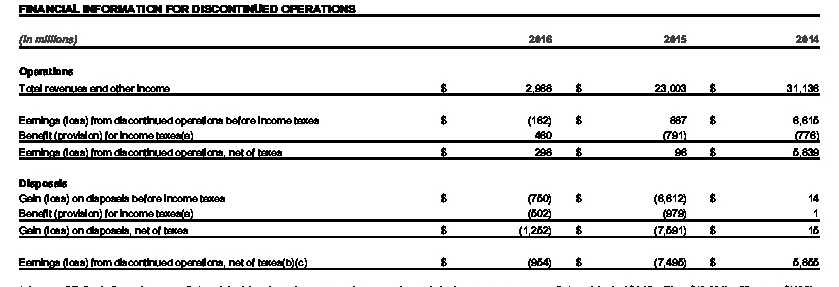 FINANCIAL INFORMATION FOR DISCONTINUED OPERATIONS
(In millions) 2016 2015 2014
Operations
Total revenues and other income $ 2,968 $ 23,003 $ 31,136
Earnings (loss) from discontinued operations before income taxes $ (162) $ 887 $ 6,615
Benefit (provision) for income taxes(a) 460 (791) (776)
Earnings (loss) from discontinued operations, net of taxes $ 298 $ 96 $ 5,839
Disposals
Gain (loss) on disposals before income taxes $ (750) $ (6,612) $ 14
Benefit (provision) for income taxes(a) (502) (979) 1
Gain (loss) on disposals, net of taxes $ (1,252) $ (7,591) $ 15
Earnings (loss) from discontinued operations, net of taxes(b)(c) $ (954) $ (7,495) $ 5,855